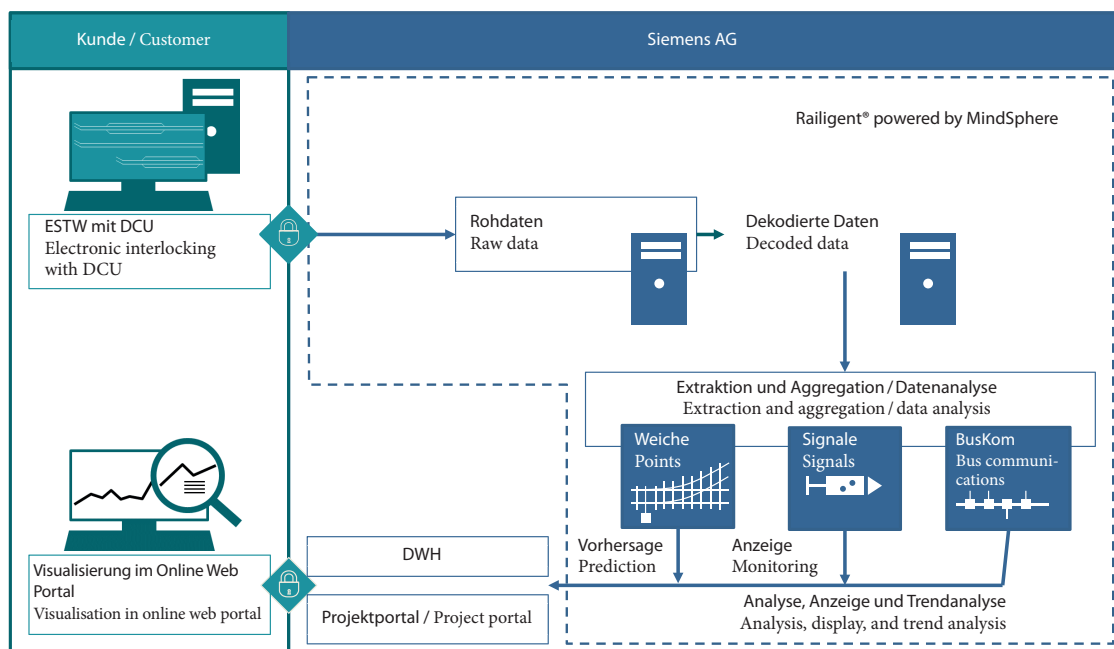 Kunde / Customer
Siemens AG
Railigent® powered by MindSphere
ESTW mit DCU
Electronic interlocking
with DCU
Rohdaten
Raw data
Dekodierte Daten
Decoded data
Extraktion und Aggregation / Datenanalyse
Extraction and aggregation / data analysis
Weiche
Points
Signale
Signals
BusKom
Bus communi-
cations
Vorhersage
Prediction
Anzeige
Monitoring
DWH
Visualisierung im Online Web
Portal
Visualisation in online web portal
Projektportal / Project portal
Analyse, Anzeige und Trendanalyse
Analysis, display, and trend analysis